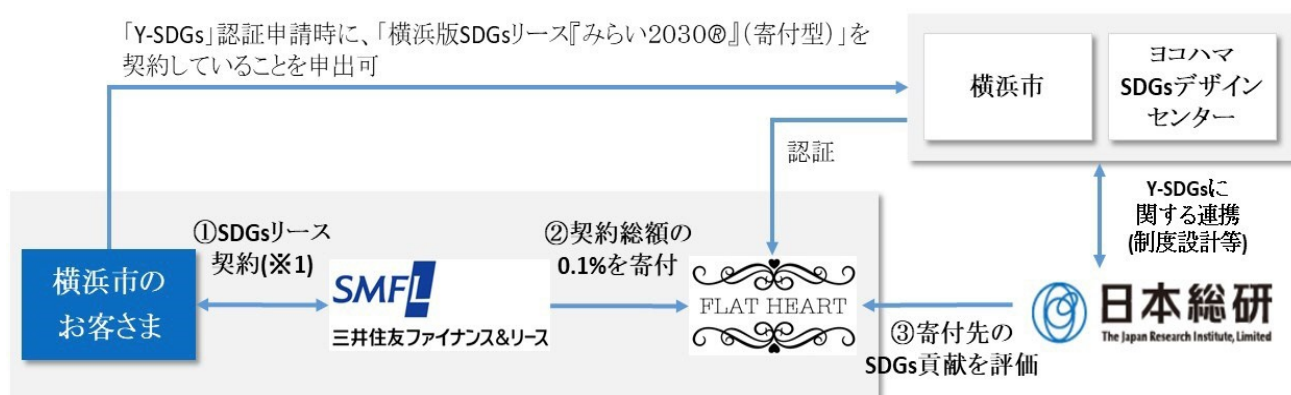 「Y-SDGs」認証申請時に、「横浜版SDGsリース『みらい2030®』(寄付型)」を
契約していることを申出可
横浜市
ヨコハマ
SDGsデザイン
センター
認証
Y-SDGsに
関する連携
(制度設計等)
①SDGsリース
契約(※1)
②契約総額の
0.1%を寄付
横浜市の
お客さま
SMFL
三井住友ファイナンス&リース
FLAT HEART
日本総研
The Japan Research Institute, Limited
③寄付先の
SDGs貢献を評価